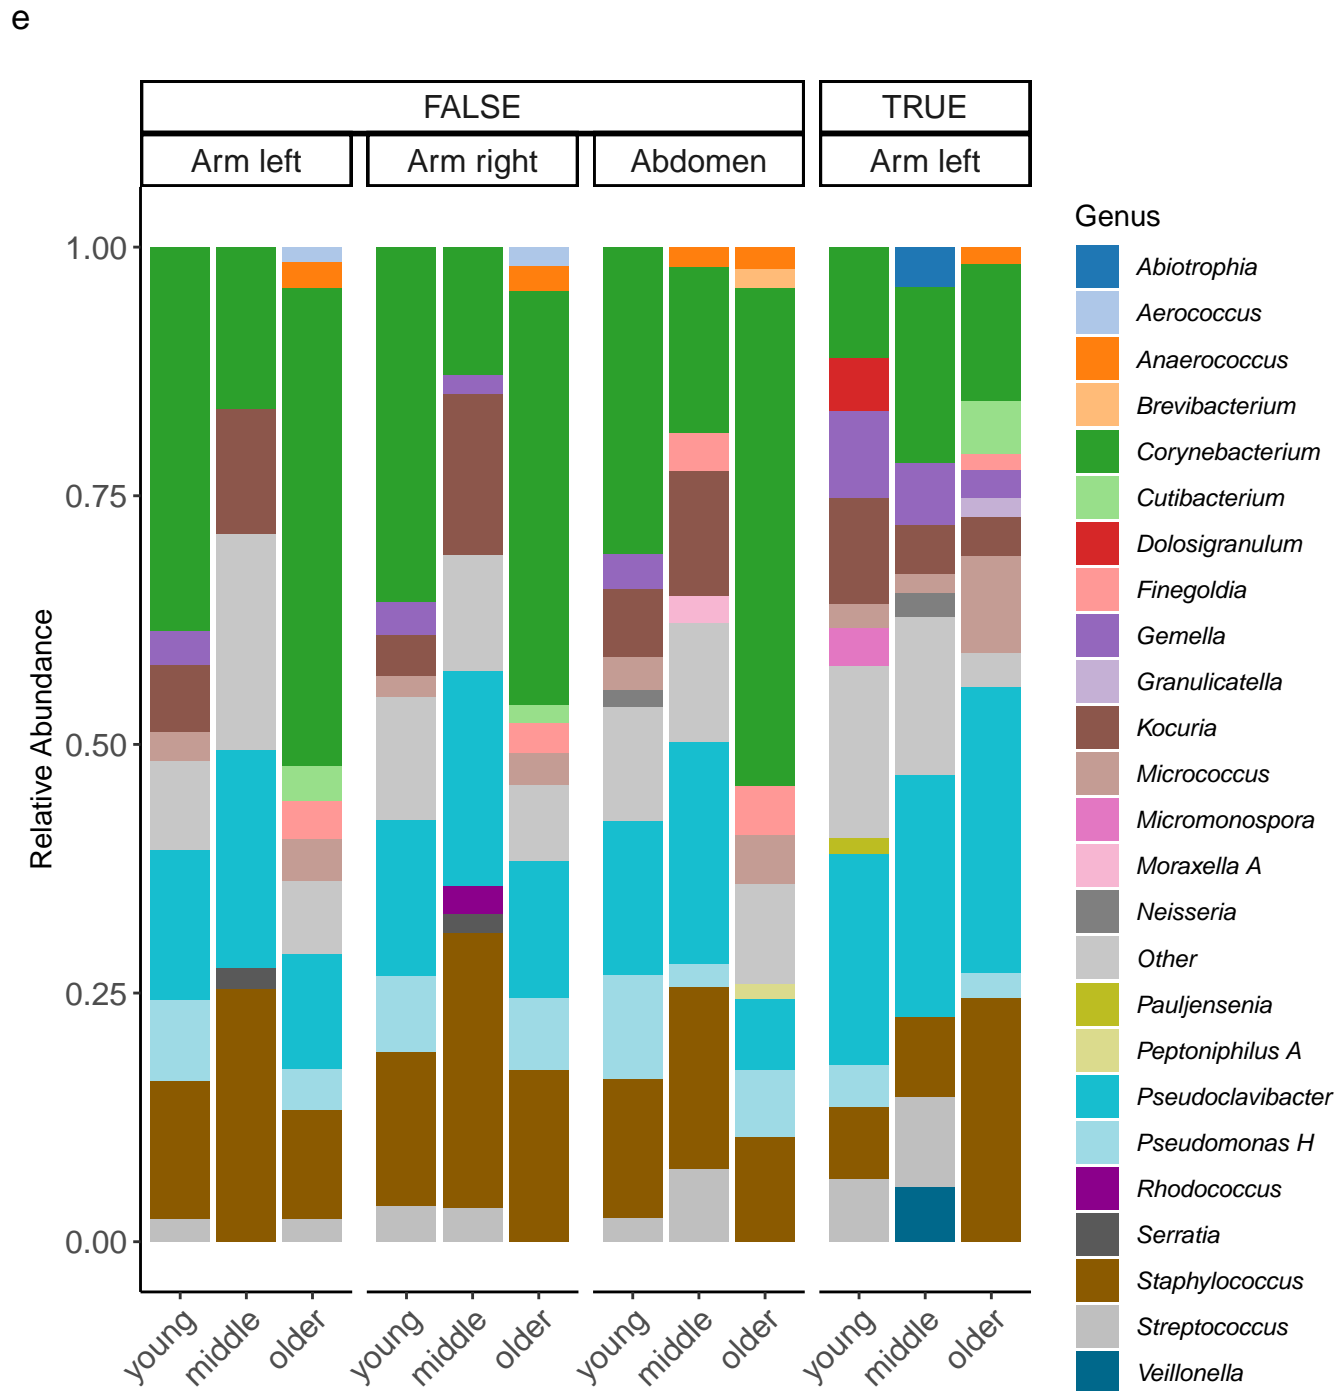 e
FALSE
TRUE
Arm left
Arm right
Abdomen
Arm left
Relative Abundance
1.00
0.75
0.50
0.25
0.00
young
middle
older
young
middle
older
young
middle
older
young
middle
older
Genus
Abiotrophia
Aerococcus
Anaerococcus
Brevibacterium
Corynebacterium
Cutibacterium
Dolosigranulum
Finegoldia
Gemella
Granulicatella
Kocuria
Micrococcus
Micromonospora
Moraxella A
Neisseria
Other
Pauljensenia
Peptoniphilus A
Pseudoclavibacter
Pseudomonas H
Rhodococcus
Serratia
Staphylococcus
Streptococcus
Veillonella